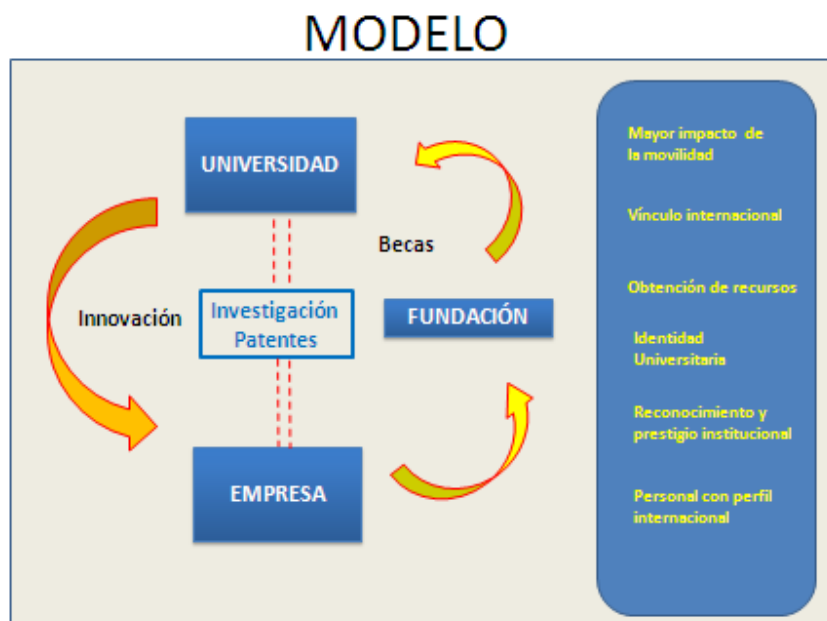 MODELO
UNIVERSIDAD
Becas
Innovación
Investigación
Patentes
FUNDACIÓN
EMPRESA
Mayor impacto de
la movilidad
Vínculo internacional
Obtención de recursos
Identidad
Universitaria
Reconocimiento y
prestigio institucional
Personal con perfil
internacional